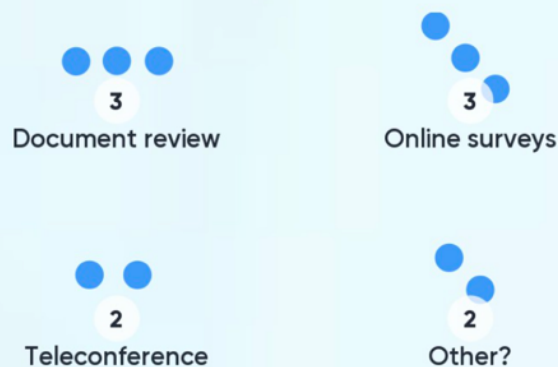 3
Document review
3
Online surveys
2
Teleconference
2
Other?